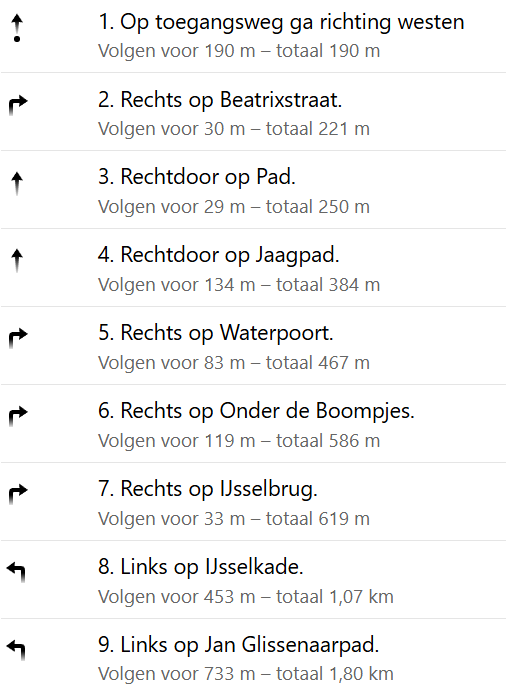 1. Op toegangsweg ga richting westen
Volgen voor 190 m – totaal 190 m
2. Rechts op Beatrixstraat.
Volgen voor 30 m – totaal 221 m
3. Rechtdoor op Pad.
Volgen voor 29 m – totaal 250 m
4. Rechtdoor op Jaagpad.
Volgen voor 134 m – totaal 384 m
5. Rechts op Waterpoort.
Volgen voor 83 m – totaal 467 m
6. Rechts op Onder de Boompjes.
Volgen voor 119 m – totaal 586 m
7. Rechts op IJsselbrug.
Volgen voor 33 m – totaal 619 m
8. Links op IJsselkade.
Volgen voor 453 m – totaal 1,07 km
9. Links op Jan Glissenaarpad.
Volgen voor 733 m – totaal 1,80 km